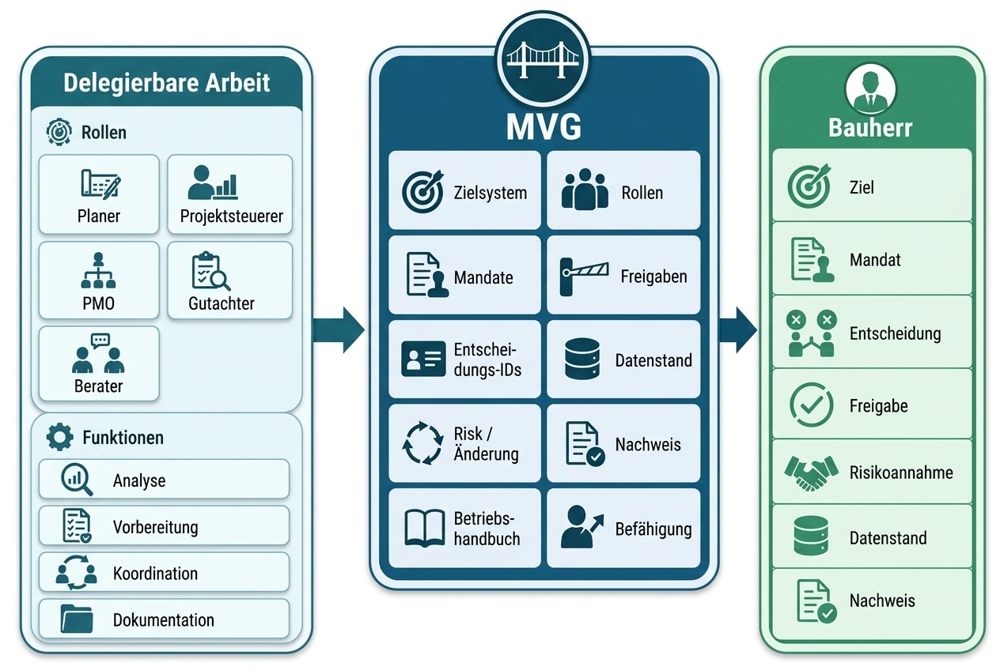 Delegierbare Arbeit
Rollen
Planer
Projektsteuerer
PMO
Gutachter
Berater
Funktionen
Analyse
Vorbereitung
Koordination
Dokumentation
MVG
Zielsystem
Rollen
Mandate
Freigaben
Entschei-
dungs-IDs
Datenstand
Risk /
Änderung
Nachweis
Betriebs-
handbuch
Befähigung
Bauherr
Ziel
Mandat
Entscheidung
Freigabe
Risikoannahme
Datenstand
Nachweis